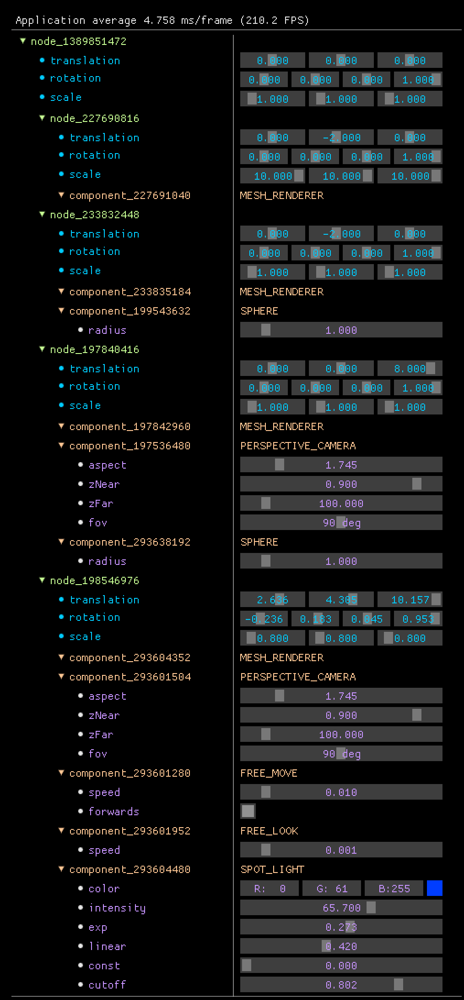 Application average 4.758 ms/frame (210.2 FPS)
node_1389851472
translation 0.000 0.000 0.000
rotation 0.000 0.000 0.000 1.000
scale 1.000 1.000 1.000
node_227690816
translation 0.000 -2.000 0.000
rotation 0.000 0.000 0.000 1.000
scale 10.000 10.000 10.000
component_227691040 MESH_RENDERER
node_233832448
translation 0.000 -2.000 0.000
rotation 0.000 0.000 0.000 1.000
scale 1.000 1.000 1.000
component_233835184 MESH_RENDERER
component_199543632 SPHERE
radius 1.000
node_197840416
translation 0.000 0.000 8.000
rotation 0.000 0.000 0.000 1.000
scale 1.000 1.000 1.000
component_197842960 MESH_RENDERER
component_197536480 PERSPECTIVE_CAMERA
aspect 1.745
zNear 0.900
zFar 100.000
fov 90 deg
component_293638192 SPHERE
radius 1.000
node_198546976
translation 2.636 4.305 10.157
rotation -0.236 0.183 0.045 0.953
scale 0.800 0.800 0.800
component_293604352 MESH_RENDERER
component_293601504 PERSPECTIVE_CAMERA
aspect 1.745
zNear 0.900
zFar 100.000
fov 90 deg
component_293601280 FREE_MOVE
speed 0.010
forwards
component_293601952 FREE_LOOK
speed 0.001
component_293604480 SPOT_LIGHT
color R: 0 G: 61 B:255
intensity 65.700
exp 0.273
linear 0.420
const 0.000
cutoff 0.802